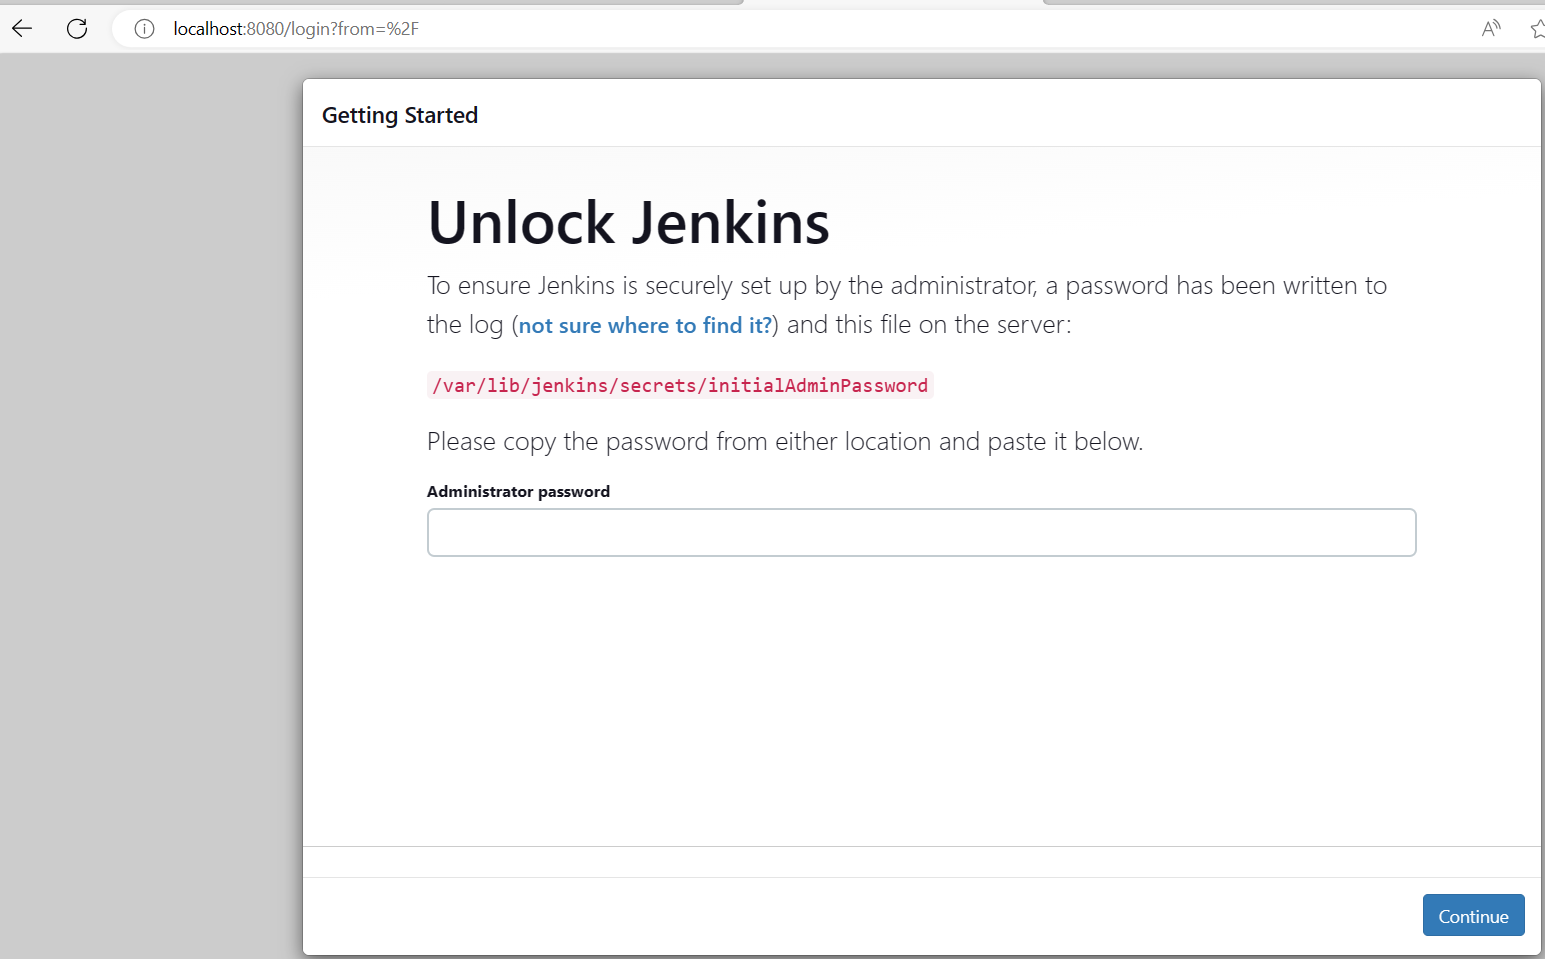 localhost:8080/login?from=%2F
Getting Started
Unlock Jenkins
To ensure Jenkins is securely set up by the administrator, a password has been written to
the log (not sure where to find it?) and this file on the server:
/var/lib/jenkins/secrets/initialAdminPassword
Please copy the password from either location and paste it below.
Administrator password
Continue